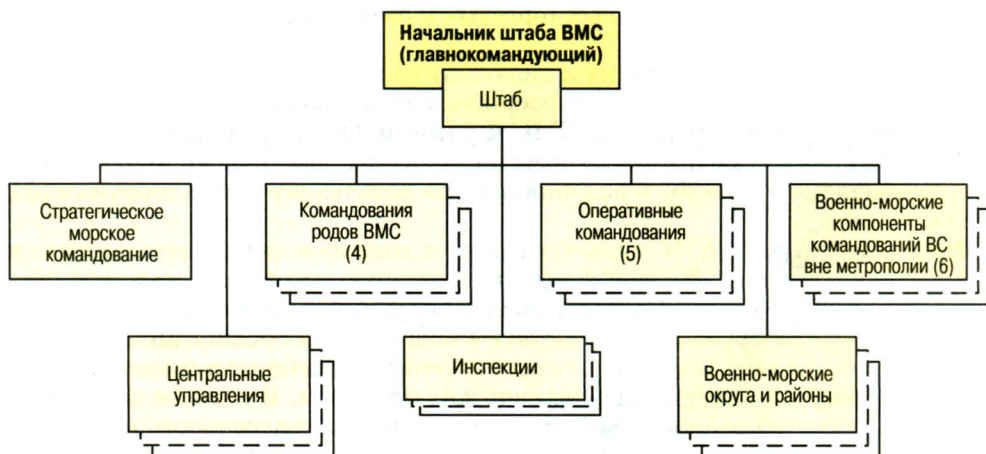 Начальник штаба ВМС
(главнокомандующий)
Штаб
Стратегическое
морское
командование
Командования
родов ВМС
(4)
Оперативные
командования
(5)
Военно-морские
компоненты
командований ВС
вне метрополии (6)
Центральные
управления
Инспекции
Военно-морские
округа и районы